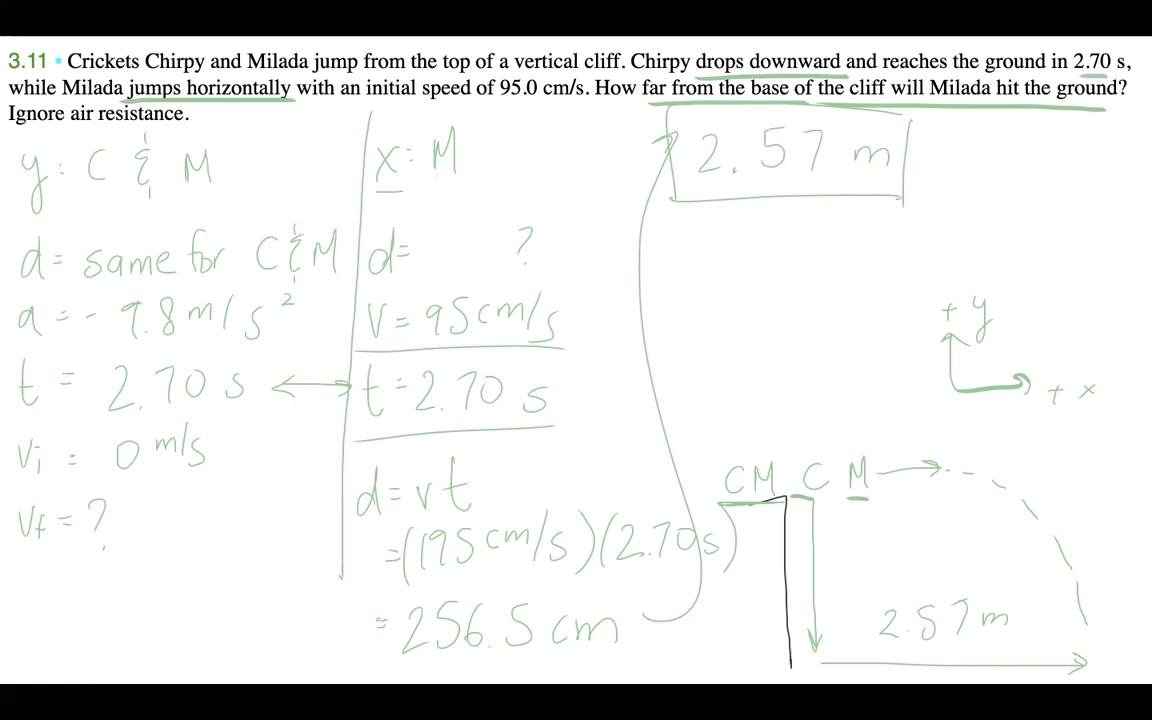 3.11 • Crickets Chirpy and Milada jump from the top of a vertical cliff. Chirpy drops downward and reaches the ground in 2.70 s,
while Milada jumps horizontally with an initial speed of 95.0 cm/s. How far from the base of the cliff will Milada hit the ground?
Ignore air resistance.
y: C & M
d = same for C & M
a = - 9.8 m/s²
t = 2.70 s
Vi = 0 m/s
Vf = ?
x: M
d = ?
V = 95 cm/s
t = 2.70 s
d = vt
= (95 cm/s)(2.70s)
= 256.5 cm
2.57 m
+ y
+ x
CM C M
2.57 m